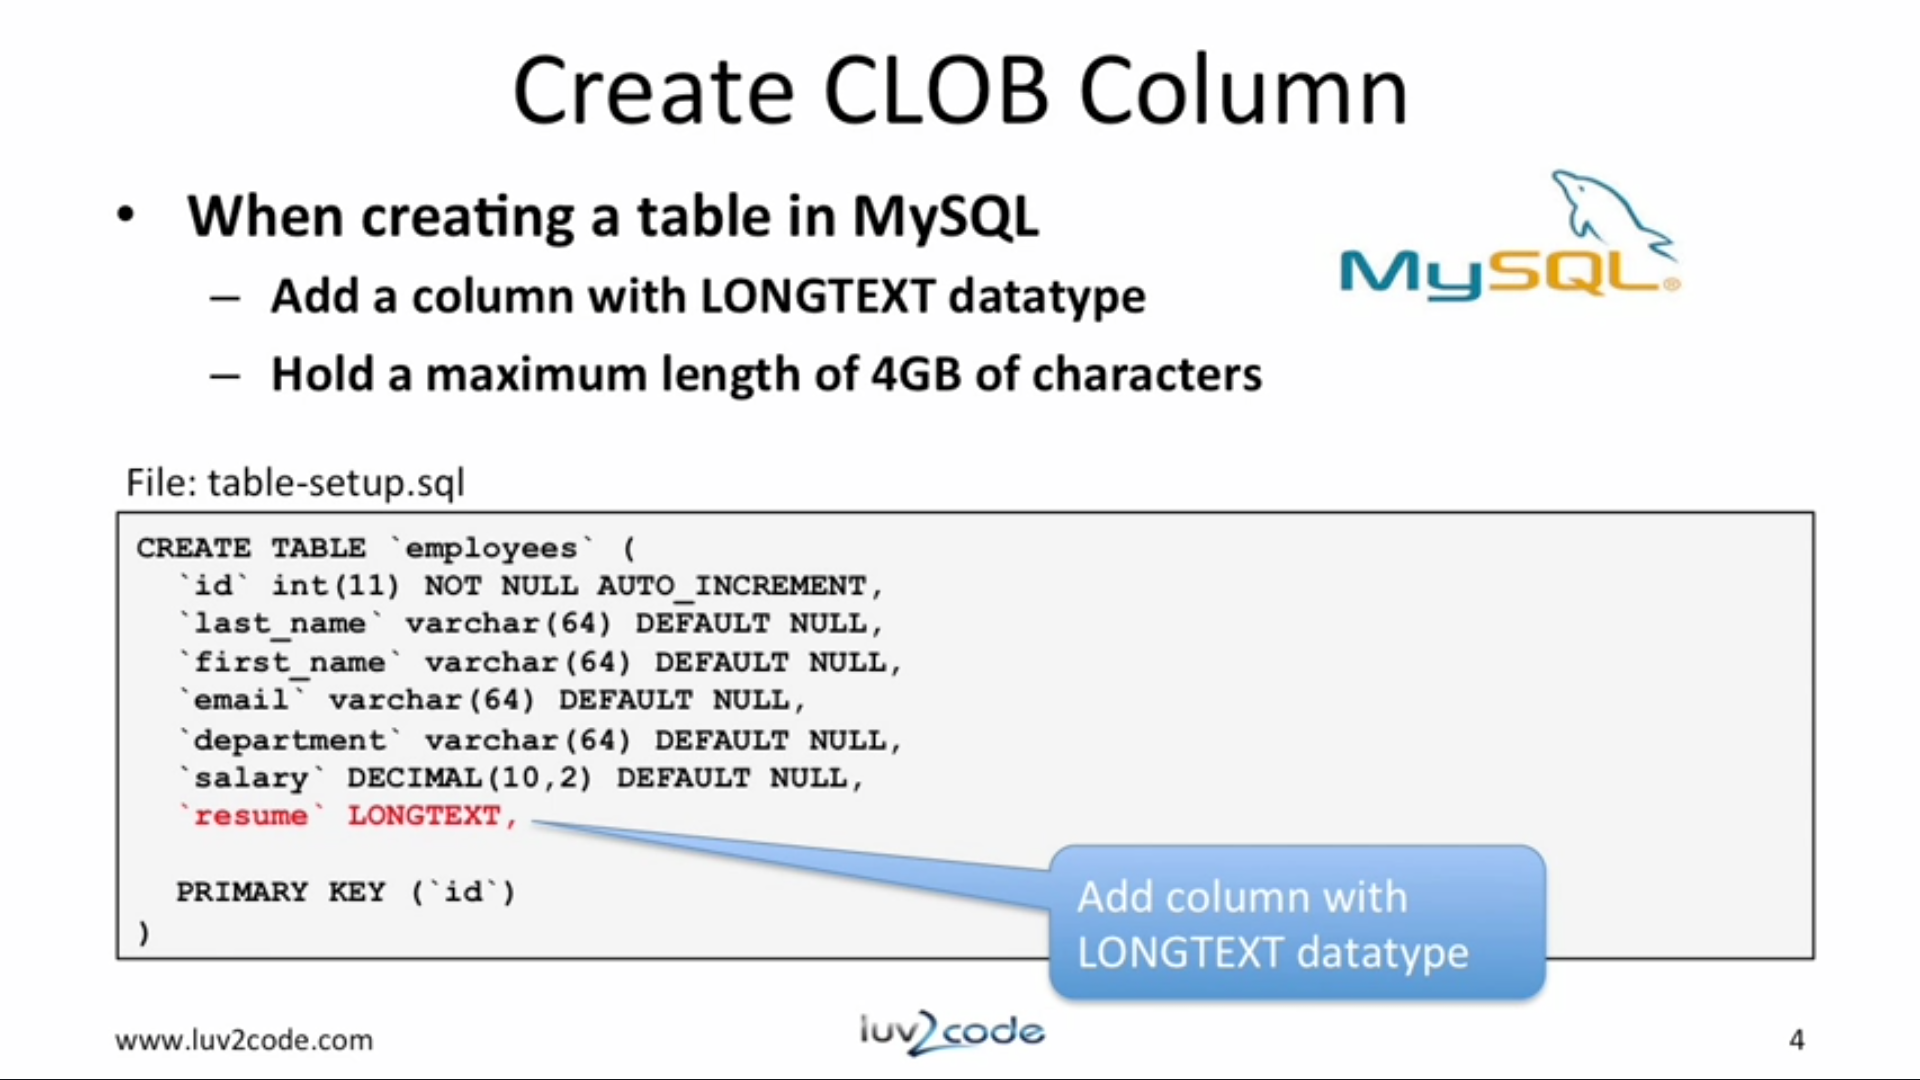 Create CLOB Column
• When creating a table in MySQL
MySQL®
– Add a column with LONGTEXT datatype
– Hold a maximum length of 4GB of characters
File: table-setup.sql
CREATE TABLE `employees` (
`id` int(11) NOT NULL AUTO_INCREMENT,
`last_name` varchar(64) DEFAULT NULL,
`first_name` varchar(64) DEFAULT NULL,
`email` varchar(64) DEFAULT NULL,
`department` varchar(64) DEFAULT NULL,
`salary` DECIMAL(10,2) DEFAULT NULL,
`resume` LONGTEXT,
PRIMARY KEY (`id`)
)
Add column with
LONGTEXT datatype
www.luv2code.com
luv2code
4